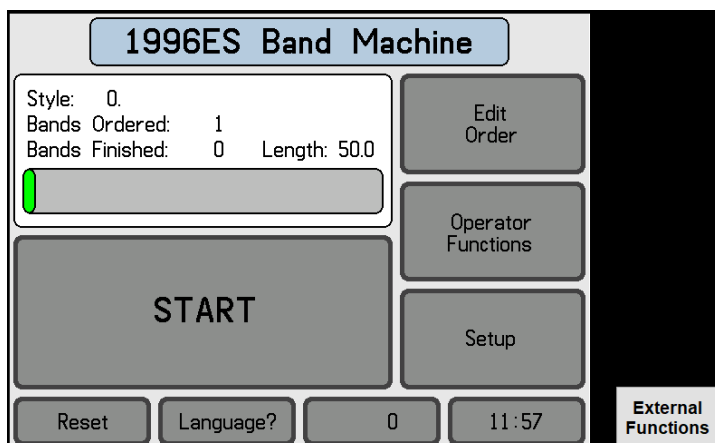 1996ES Band Machine
Style: 0.
Bands Ordered: 1
Bands Finished: 0 Length: 50.0
Edit
Order
Operator
Functions
START
Setup
Reset
Language?
0
11:57
External
Functions